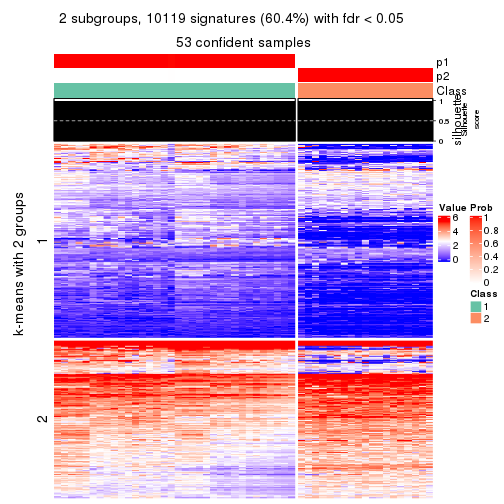 2 subgroups, 10119 signatures (60.4%) with fdr < 0.05
53 confident samples
p1
p2
Class
1
0.5
0
silhouette
Silhouette
score
k-means with 2 groups
1
2
Value
6
4
2
0
Prob
1
0.8
0.6
0.4
0.2
0
Class
1
2